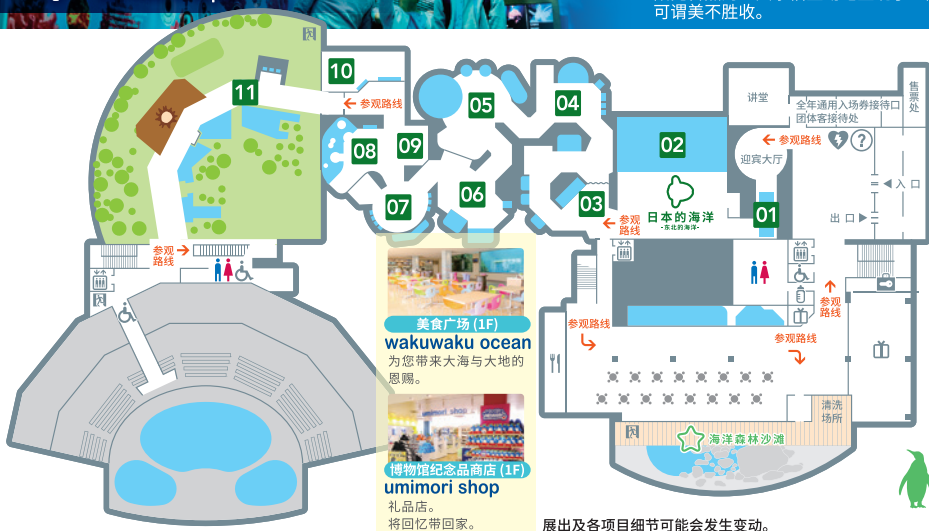 可谓美不胜收。
10
11
参观路线
05
04
讲堂
售票处
全年通用入场券接待口
团体客接待处
08
09
02
参观路线
?
迎宾大厅
入口
07
06
03
日本的海洋
-东北的海洋-
01
出口
参观
路线
参观
路线
美食广场 (1F)
wakuwaku ocean
为您带来大海与大地的
恩赐。
参观路线
参观
路线
参观路线
umimori shop
博物馆纪念品商店 (1F)
umimori shop
礼品店。
将回忆带回家。
清洗
场所
海洋森林沙滩
展出及各项目细节可能会发生变动。